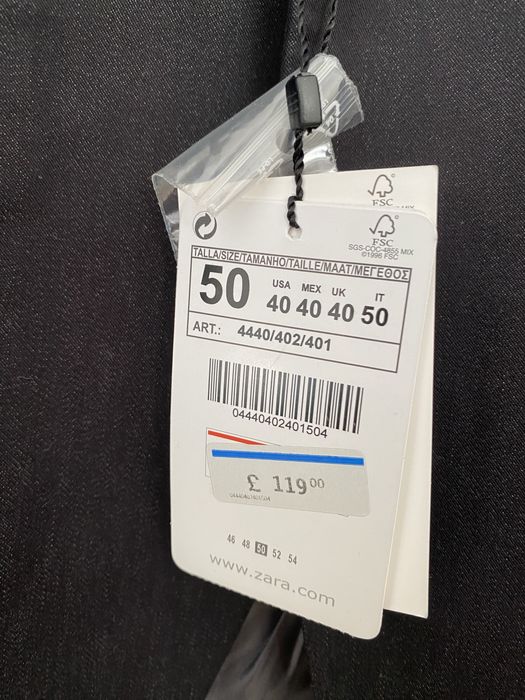 FSC
MIX
FSC
SGS-COC-4855 MIX
©1996 FSC
TALLA/SIZE/TAMANHO/TAILLE/MAAT/ΜΕΓΕΘΟΣ
50
USA MEX UK IT
40 40 40 50
ART.: 4440/402/401
04440402401504
£ 119 00
46 48 50 52 54
www.zara.com